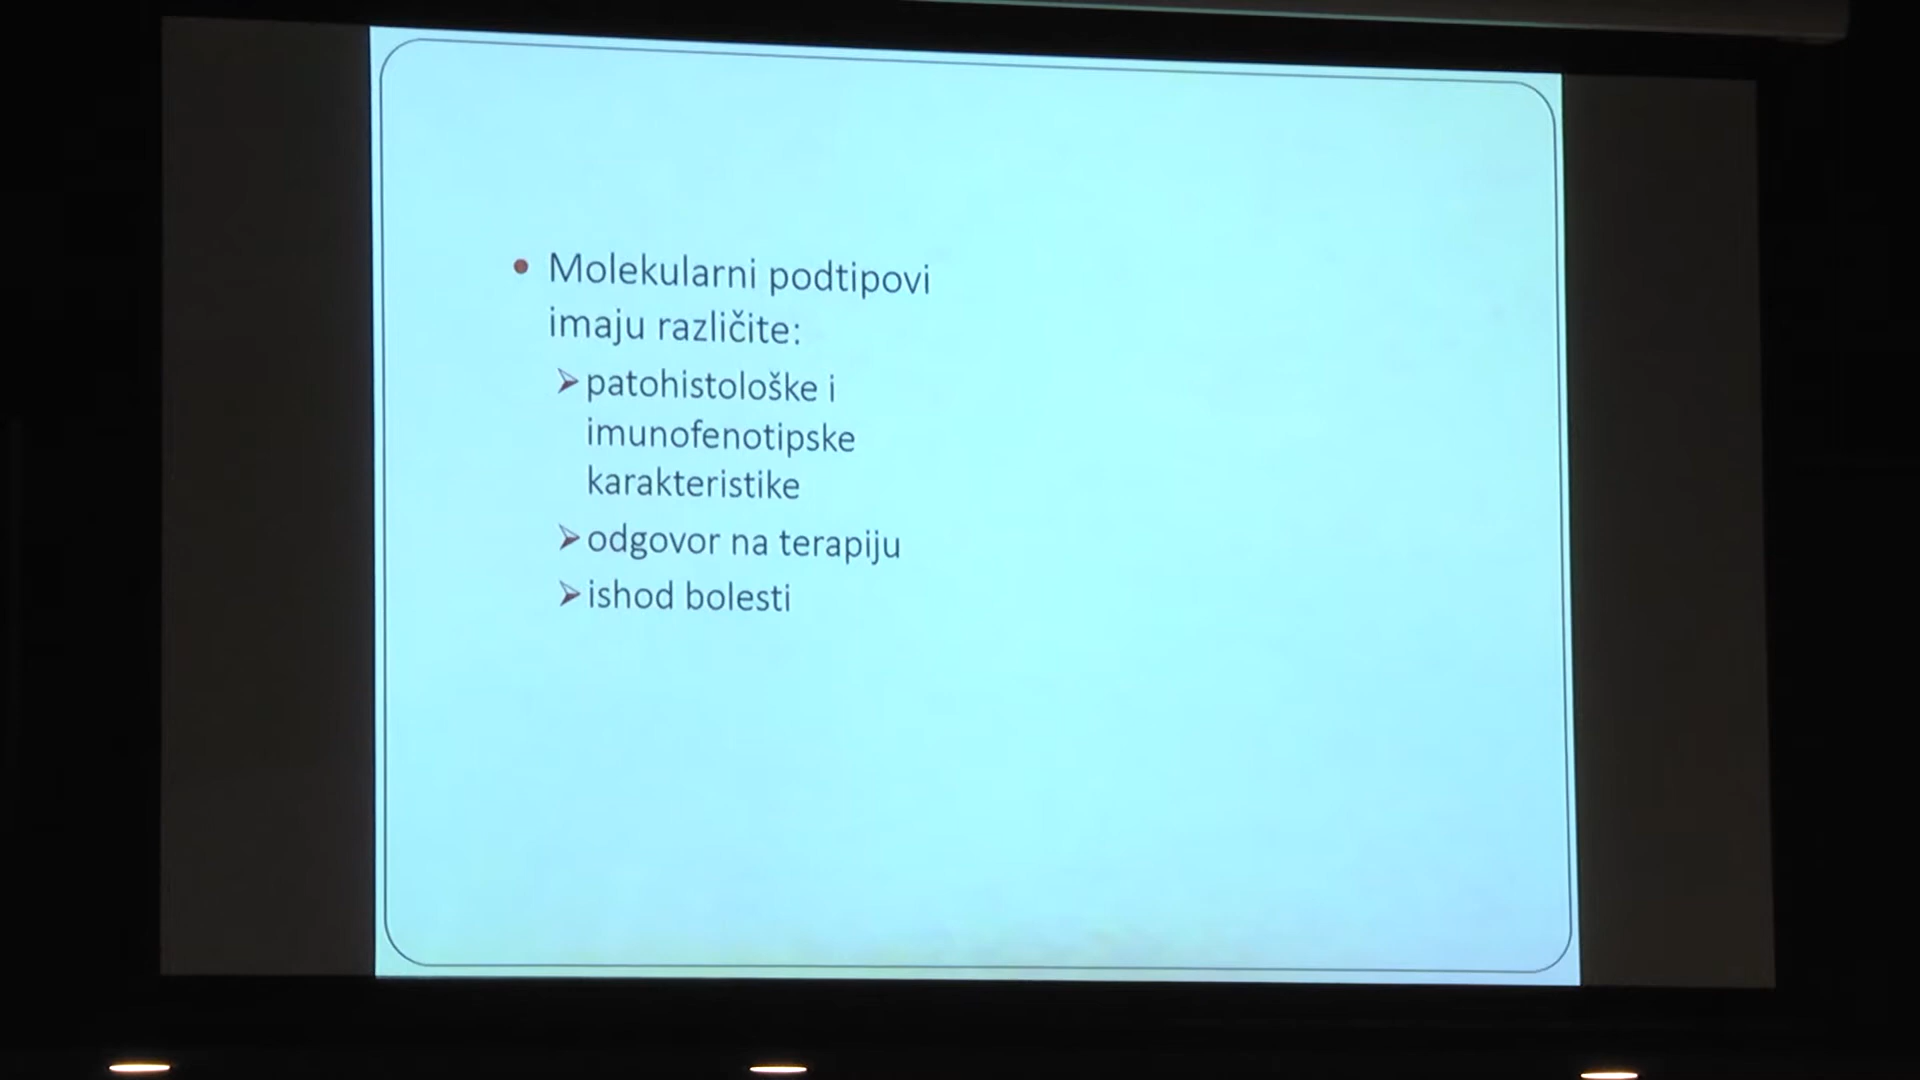 • Molekularni podtipovi
imaju različite:
➢ patohistološke i
imunofenotipske
karakteristike
➢ odgovor na terapiju
➢ ishod bolesti